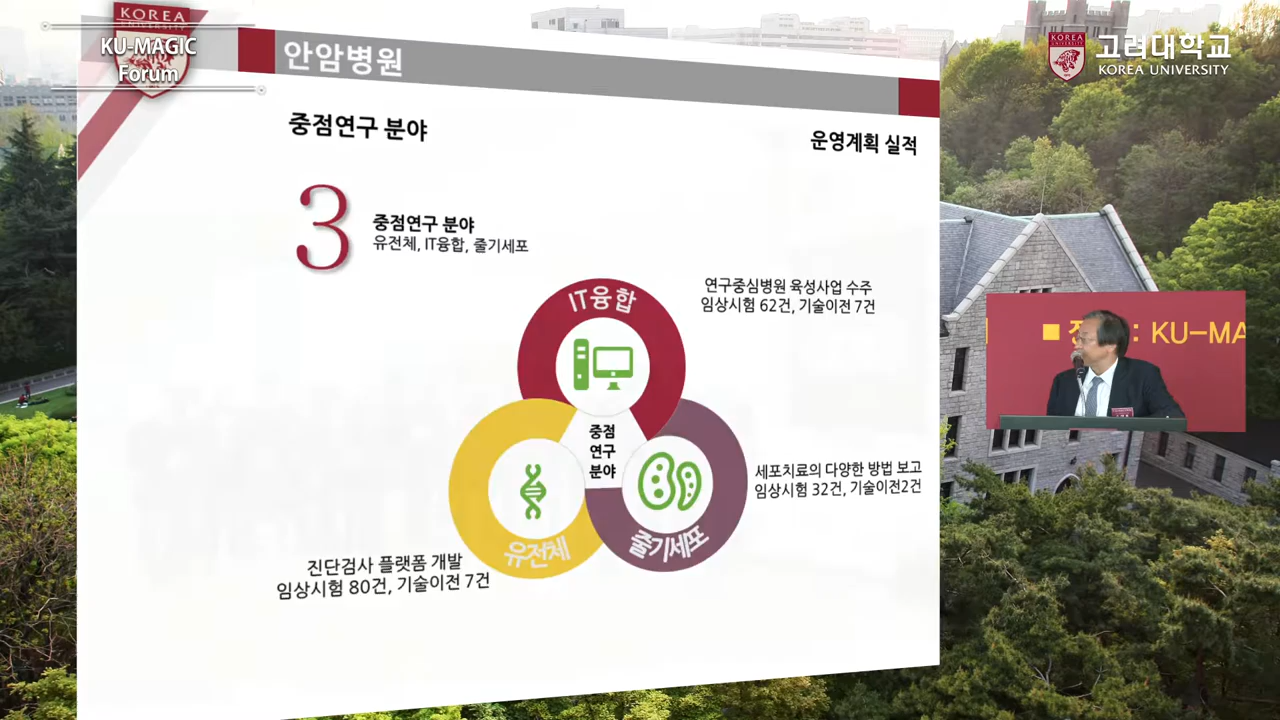 KOREA
UNIVERSITY
KU-MAGIC
Forum
안암병원
KOREA
고려대학교
KOREA UNIVERSITY
중점연구 분야
운영계획 실적
3
중점연구 분야
유전체, IT융합, 줄기세포
IT융합
연구중심병원 육성사업 수주
임상시험 62건, 기술이전 7건
중점
연구
분야
■ : KU-MA
세포치료의 다양한 방법 보고
임상시험 32건, 기술이전2건
유전체
줄기세포
진단검사 플랫폼 개발
임상시험 80건, 기술이전 7건